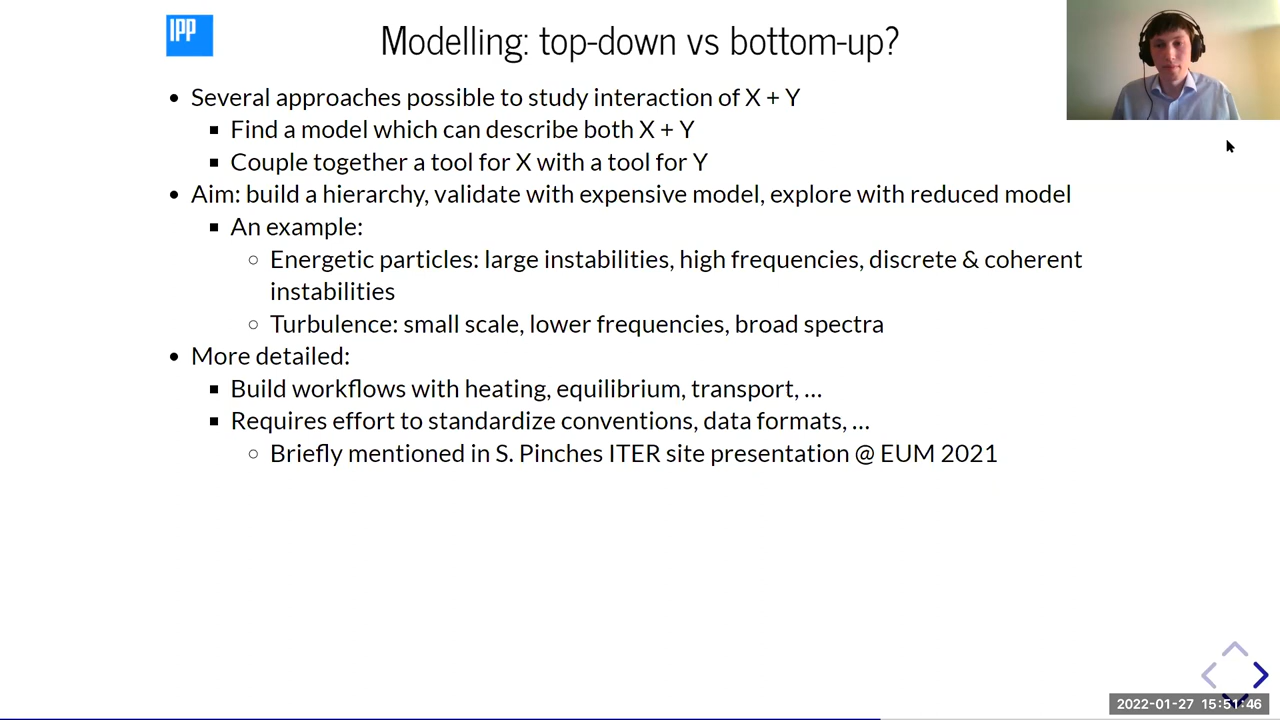 IPP
Modelling: top-down vs bottom-up?
• Several approaches possible to study interaction of X + Y
▪ Find a model which can describe both X + Y
▪ Couple together a tool for X with a tool for Y
• Aim: build a hierarchy, validate with expensive model, explore with reduced model
▪ An example:
○ Energetic particles: large instabilities, high frequencies, discrete & coherent
instabilities
○ Turbulence: small scale, lower frequencies, broad spectra
• More detailed:
▪ Build workflows with heating, equilibrium, transport, ...
▪ Requires effort to standardize conventions, data formats, ...
○ Briefly mentioned in S. Pinches ITER site presentation @ EUM 2021
2022-01-27 15:51:46